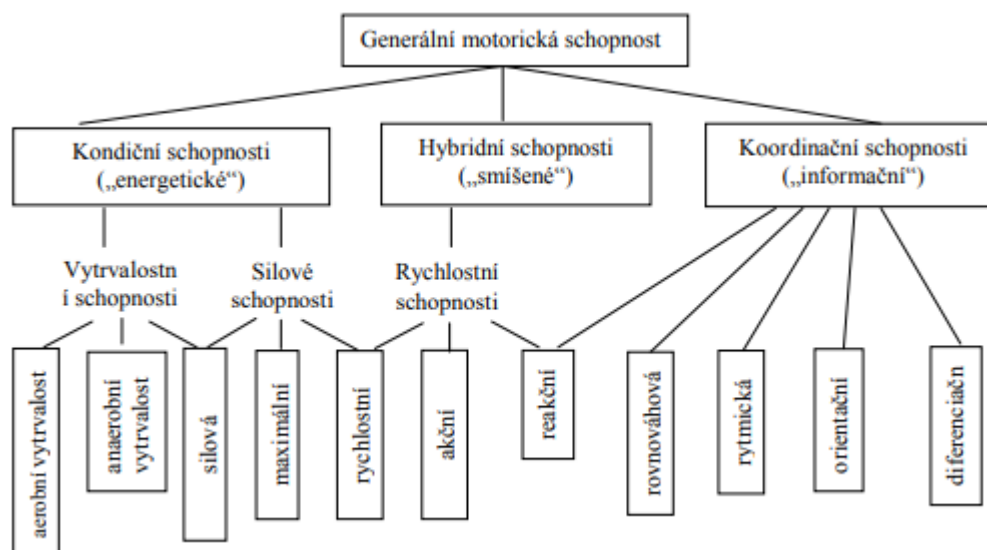 Generální motorická schopnost
Kondiční schopnosti
(„energetické“)
Hybridní schopnosti
(„smíšené“)
Koordinační schopnosti
(„informační“)
Vytrvalostn
í schopnosti
Silové
schopnosti
Rychlostní
schopnosti
aerobní vytrvalost
anaerobní
vytrvalost
silová
maximální
rychlostní
akční
reakční
rovnováhová
rytmická
orientační
diferenciačn